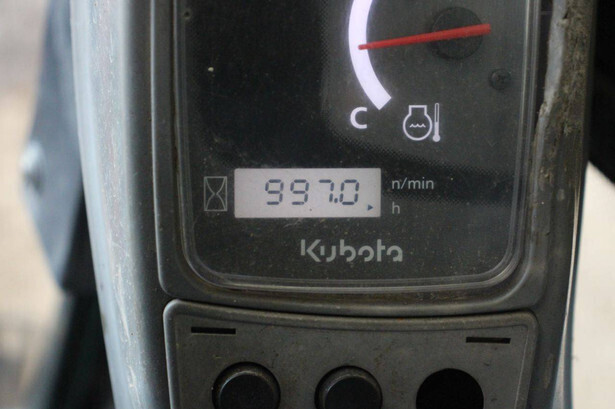 C
997.0 n/min
h
Kubota